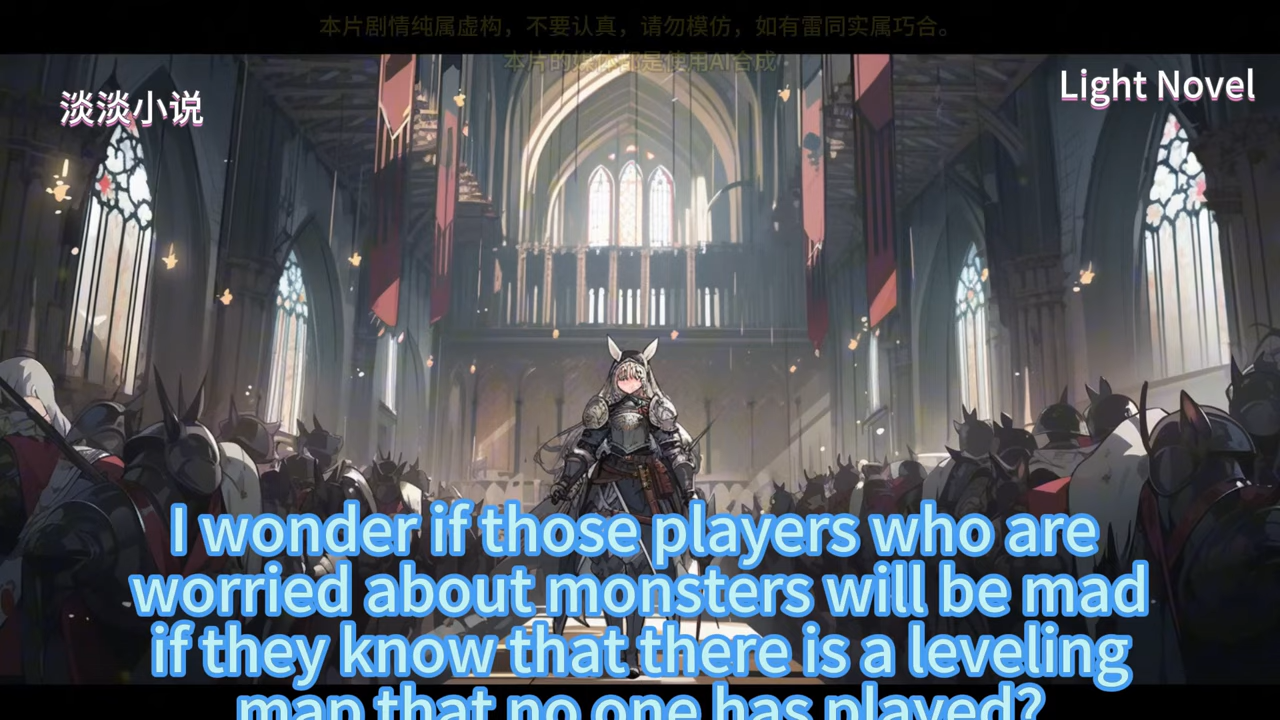 本片剧情纯属虚构，不要认真，请勿模仿，如有雷同实属巧合。
本片的媒体都是使用AI合成
淡淡小说
Light Novel
I wonder if those players who are
worried about monsters will be mad
if they know that there is a leveling
map that no one has played?